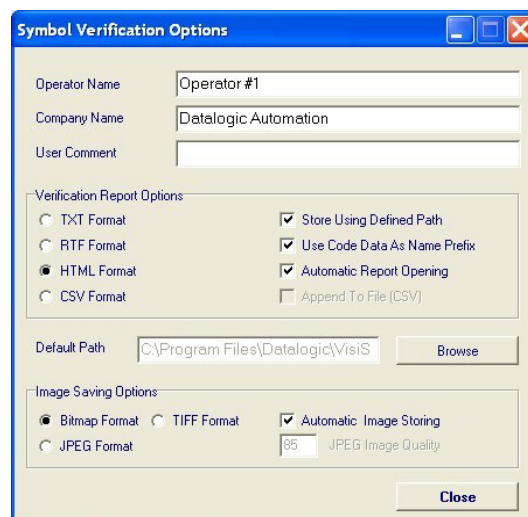 Symbol Verification Options
Operator Name Operator #1
Company Name Datalogic Automation
User Comment
Verification Report Options
TXT Format Store Using Defined Path
RTF Format Use Code Data As Name Prefix
HTML Format Automatic Report Opening
CSV Format Append To File (CSV)
Default Path C:\Program Files\Datalogic\VisiS Browse
Image Saving Options
Bitmap Format TIFF Format Automatic Image Storing
JPEG Format 85 JPEG Image Quality
Close